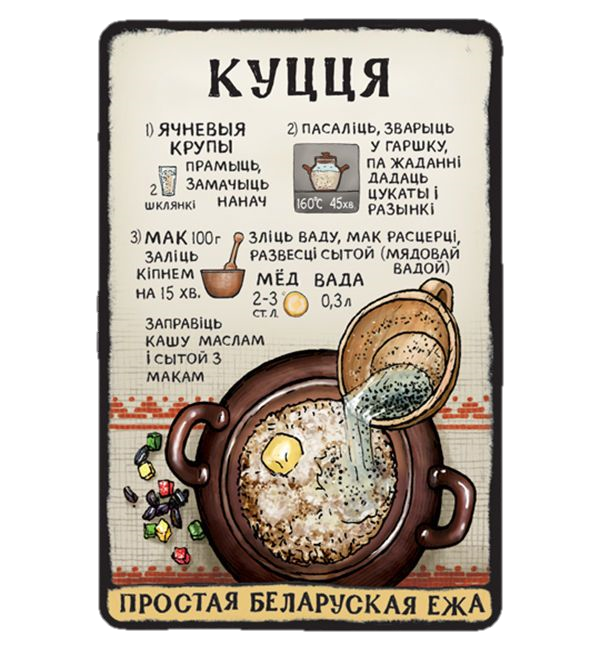 КУЦЦЯ
1) ЯЧНЕВЫЯ
КРУПЫ
2
ШКЛЯНКІ
ПРАМЫЦЬ,
ЗАМАЧЫЦЬ
НАНАЧ
2) ПАСАЛІЦЬ, ЗВАРЫЦЬ
У ГАРШКУ,
ПА ЖАДАННІ
ДАДАЦЬ
ЦУКАТЫ І
РАЗЫНКІ
160°C 45ХВ.
3) МАК 100г
ЗАЛІЦЬ
КІПНЕМ
НА 15 ХВ.
ЗЛІЦЬ ВАДУ, МАК РАСЦЕРЦІ,
РАЗВЕСЦІ СЫТОЙ (МЯДОВАЙ
ВАДОЙ)
МЁД ВАДА
2-3
СТ.Л.
0,3 Л
ЗАПРАВІЦЬ
КАШУ МАСЛАМ
І СЫТОЙ З
МАКАМ
ПРОСТАЯ БЕЛАРУСКАЯ ЕЖА